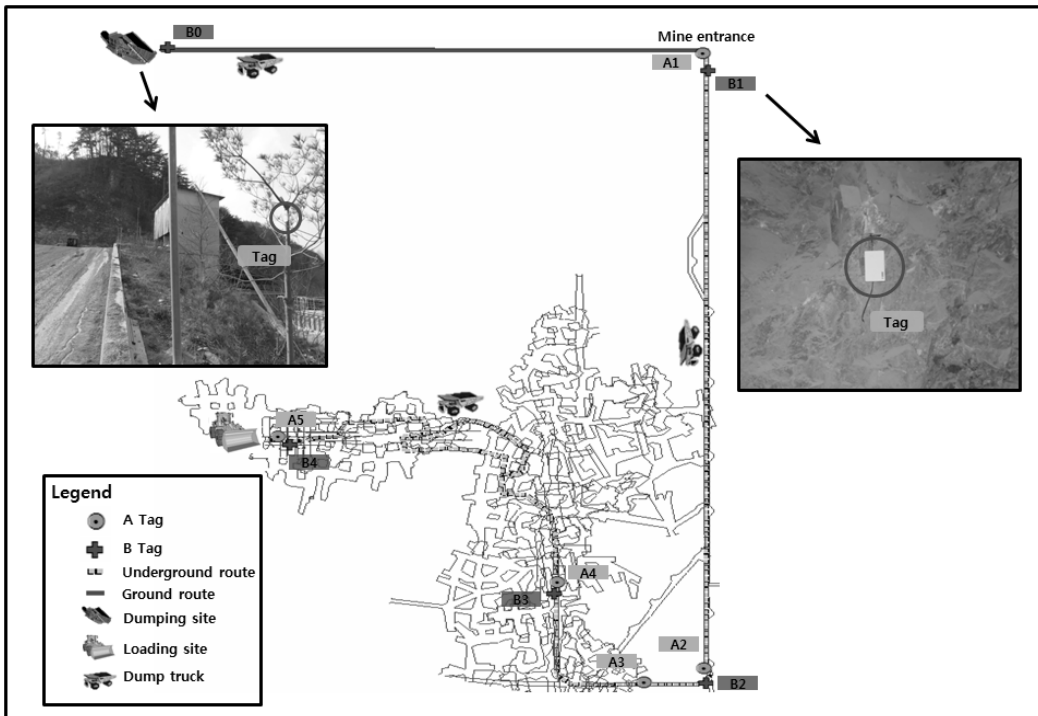 B0
Mine entrance
A1
B1
Tag
Tag
A5
B4
Legend
A Tag
B Tag
Underground route
Ground route
Dumping site
Loading site
Dump truck
A4
B3
A3
A2
B2